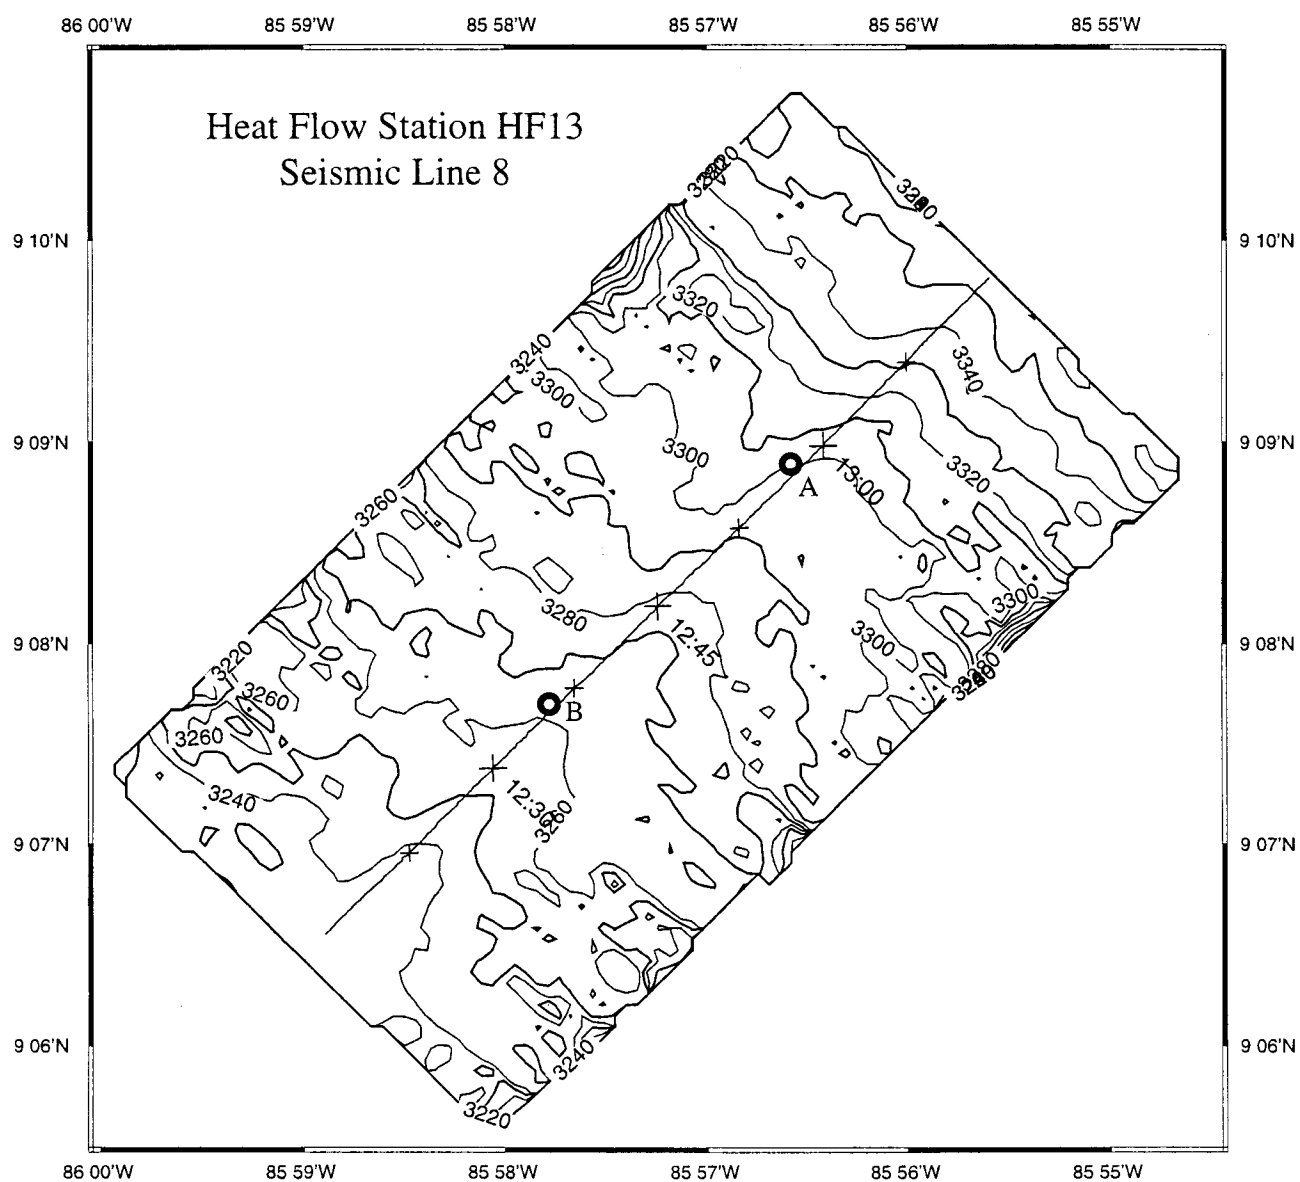 86 00'W 85 59'W 85 58'W 85 57'W 85 56'W 85 55'W
Heat Flow Station HF13
Seismic Line 8
9 10'N 9 10'N
3320
3240
3300
3340
9 09'N 9 09'N
3300
3320
A
13:00
3260
3280
3300
3300
12:45
9 08'N 9 08'N
3220
3260
3260
B
3240
12:30
3260
9 07'N 9 07'N
9 06'N 9 06'N
3240
3220
86 00'W 85 59'W 85 58'W 85 57'W 85 56'W 85 55'W